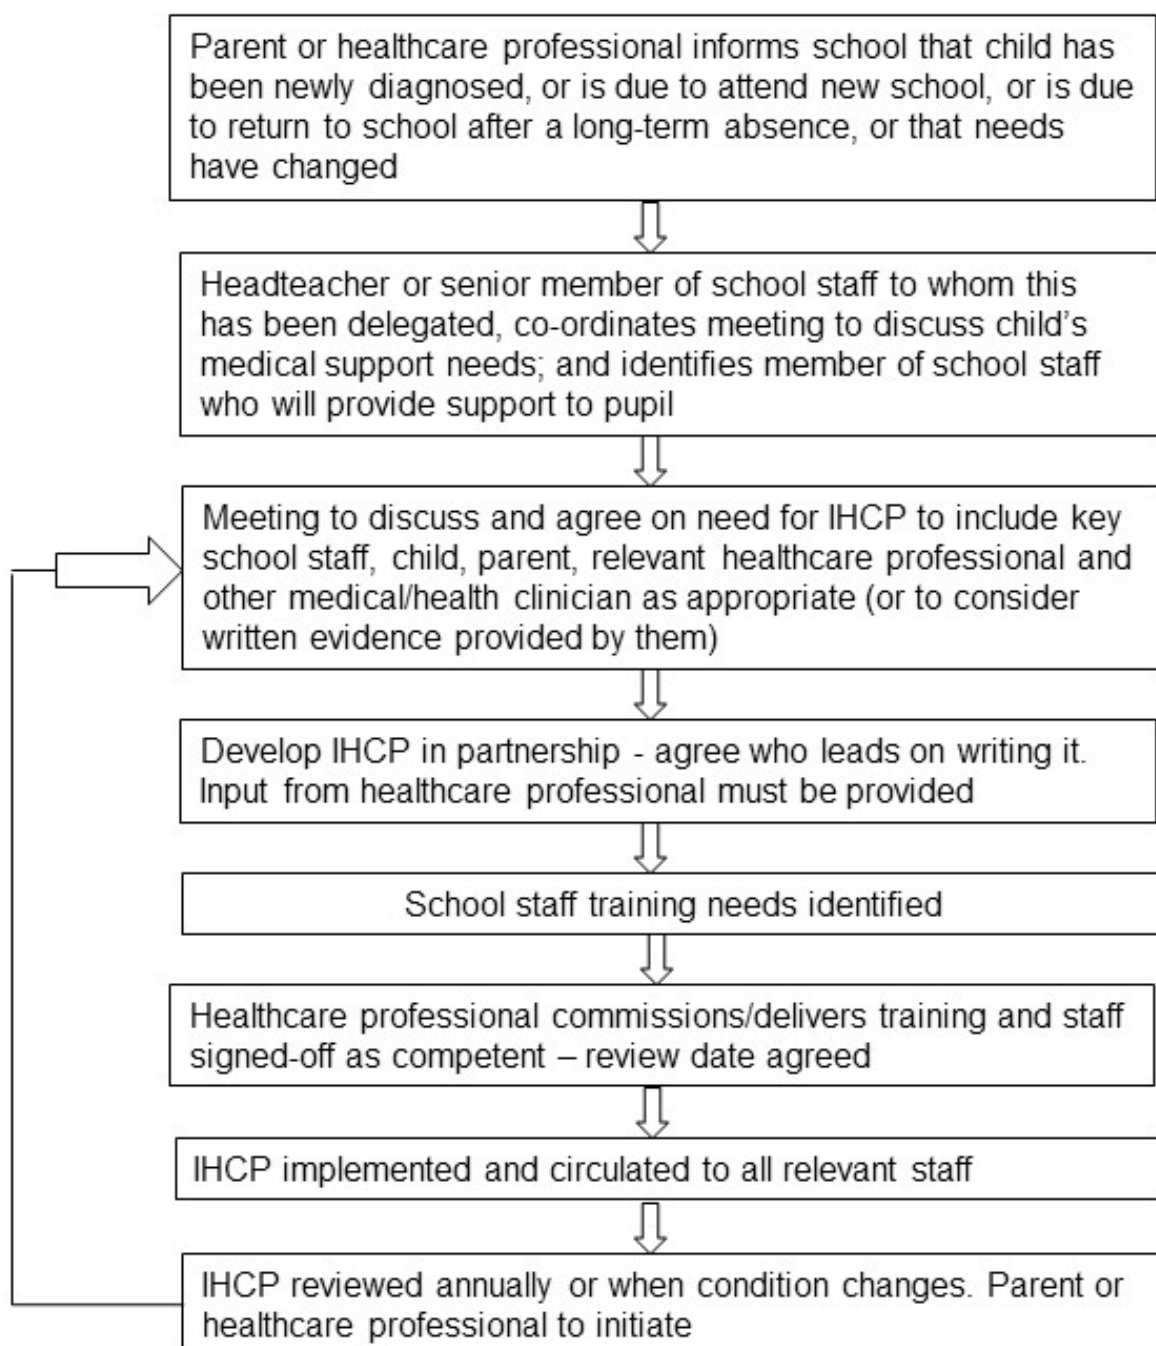 Parent or healthcare professional informs school that child has
been newly diagnosed, or is due to attend new school, or is due
to return to school after a long-term absence, or that needs
have changed
Headteacher or senior member of school staff to whom this
has been delegated, co-ordinates meeting to discuss child's
medical support needs; and identifies member of school staff
who will provide support to pupil
Meeting to discuss and agree on need for IHCP to include key
school staff, child, parent, relevant healthcare professional and
other medical/health clinician as appropriate (or to consider
written evidence provided by them)
Develop IHCP in partnership - agree who leads on writing it.
Input from healthcare professional must be provided
School staff training needs identified
Healthcare professional commissions/delivers training and staff
signed-off as competent – review date agreed
IHCP implemented and circulated to all relevant staff
IHCP reviewed annually or when condition changes. Parent or
healthcare professional to initiate